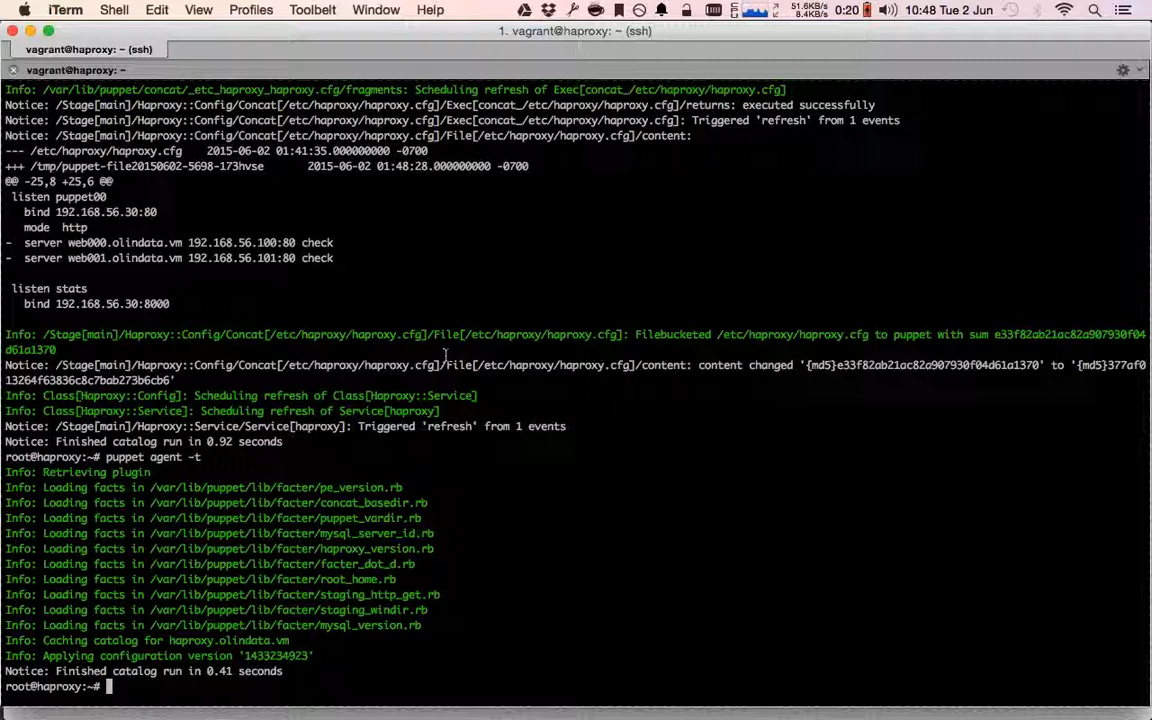 iTerm Shell Edit View Profiles Toolbelt Window Help 51.6KB/s 8.4KB/s 0:20 10:48 Tue 2 Jun
1. vagrant@haproxy: ~ (ssh)
vagrant@haproxy: ~ (ssh)
vagrant@haproxy: ~
Info: /var/lib/puppet/concat/_etc_haproxy_haproxy.cfg/fragments: Scheduling refresh of Exec[concat_/etc/haproxy/haproxy.cfg]
Notice: /Stage[main]/Haproxy::Config/Concat[/etc/haproxy/haproxy.cfg]/Exec[concat_/etc/haproxy/haproxy.cfg]/returns: executed successfully
Notice: /Stage[main]/Haproxy::Config/Concat[/etc/haproxy/haproxy.cfg]/Exec[concat_/etc/haproxy/haproxy.cfg]: Triggered 'refresh' from 1 events
Notice: /Stage[main]/Haproxy::Config/Concat[/etc/haproxy/haproxy.cfg]/File[/etc/haproxy/haproxy.cfg]/content:
--- /etc/haproxy/haproxy.cfg 2015-06-02 01:41:35.000000000 -0700
+++ /tmp/puppet-file20150602-5698-173hvse 2015-06-02 01:48:28.000000000 -0700
@@ -25,8 +25,6 @@
listen puppet00
bind 192.168.56.30:80
mode http
- server web000.olindata.vm 192.168.56.100:80 check
- server web001.olindata.vm 192.168.56.101:80 check
listen stats
bind 192.168.56.30:8000
Info: /Stage[main]/Haproxy::Config/Concat[/etc/haproxy/haproxy.cfg]/File[/etc/haproxy/haproxy.cfg]: Filebucketed /etc/haproxy/haproxy.cfg to puppet with sum e33f82ab21ac82a907930f04
d61a1370
Notice: /Stage[main]/Haproxy::Config/Concat[/etc/haproxy/haproxy.cfg]/File[/etc/haproxy/haproxy.cfg]/content: content changed '{md5}e33f82ab21ac82a907930f04d61a1370' to '{md5}377af0
13264f63836c8c7bab273b6cb6'
Info: Class[Haproxy::Config]: Scheduling refresh of Class[Haproxy::Service]
Info: Class[Haproxy::Service]: Scheduling refresh of Service[haproxy]
Notice: /Stage[main]/Haproxy::Service/Service[haproxy]: Triggered 'refresh' from 1 events
Notice: Finished catalog run in 0.92 seconds
root@haproxy:~# puppet agent -t
Info: Retrieving plugin
Info: Loading facts in /var/lib/puppet/lib/facter/pe_version.rb
Info: Loading facts in /var/lib/puppet/lib/facter/concat_basedir.rb
Info: Loading facts in /var/lib/puppet/lib/facter/puppet_vardir.rb
Info: Loading facts in /var/lib/puppet/lib/facter/mysql_server_id.rb
Info: Loading facts in /var/lib/puppet/lib/facter/haproxy_version.rb
Info: Loading facts in /var/lib/puppet/lib/facter/facter_dot_d.rb
Info: Loading facts in /var/lib/puppet/lib/facter/root_home.rb
Info: Loading facts in /var/lib/puppet/lib/facter/staging_http_get.rb
Info: Loading facts in /var/lib/puppet/lib/facter/staging_windir.rb
Info: Loading facts in /var/lib/puppet/lib/facter/mysql_version.rb
Info: Caching catalog for haproxy.olindata.vm
Info: Applying configuration version '1433234923'
Notice: Finished catalog run in 0.41 seconds
root@haproxy:~#